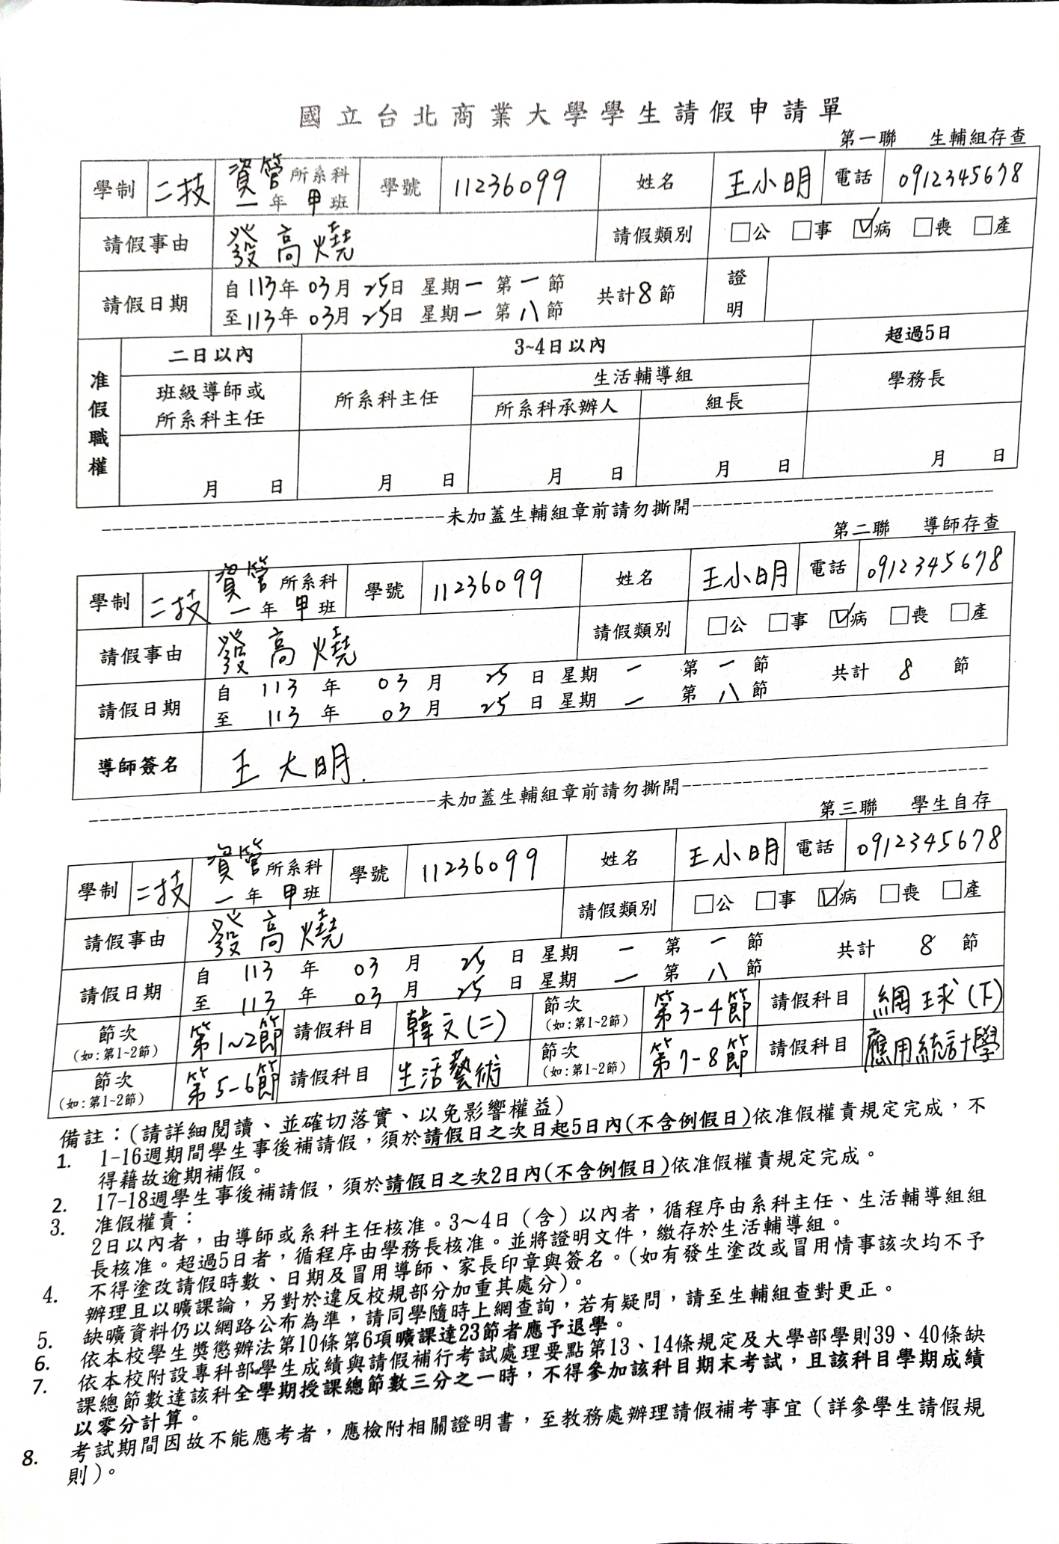 國立台北商業大學學生請假申請單
第一聯 生輔組存查
學制 二技 資管所系科 一年甲班 學號 11236099 姓名 王小明 電話 0912345678
請假事由 發高燒 請假類別 □公 □事 ☑病 □喪 □產
請假日期 自113年03月25日 星期一 第一節 共計8節 證明
至113年03月25日 星期一 第八節
准假職權 二日以內 3~4日以內 超過5日
班級導師或所系科主任 所系科主任 生活輔導組 學務長
所系科承辦人 組長
月 日 月 日 月 日 月 日 月 日
未加蓋生輔組章前請勿撕開
第二聯 導師存查
學制 二技 資管所系科 一年甲班 學號 11236099 姓名 王小明 電話 0912345678
請假事由 發高燒 請假類別 □公 □事 ☑病 □喪 □產
請假日期 自 113 年 03 月 25 日 星期 一 第 一 節 共計 8 節
至 113 年 03 月 25 日 星期 一 第 八 節
導師簽名 王大明.
未加蓋生輔組章前請勿撕開
第三聯 學生自存
學制 二技 資管所系科 一年甲班 學號 11236099 姓名 王小明 電話 0912345678
請假事由 發高燒 請假類別 □公 □事 ☑病 □喪 □產
請假日期 自 113 年 03 月 25 日 星期 一 第 一 節 共計 8 節
至 113 年 03 月 25 日 星期 一 第 八 節
節次(如:第1~2節) 第1~2節 請假科目 韓文(二) 節次(如:第1~2節) 第3-4節 請假科目 網球(下)
節次(如:第1~2節) 第5-6節 請假科目 生活藝術 節次(如:第1~2節) 第7-8節 請假科目 應用統計學
備註：(請詳細閱讀、並確切落實、以免影響權益)
1. 1-16週期間學生事後補請假，須於請假日之次日起5日內(不含例假日)依准假權責規定完成，不
得藉故逾期補假。
2. 17-18週學生事後補請假，須於請假日之次2日內(不含例假日)依准假權責規定完成。
3. 准假權責：
2日以內者，由導師或系科主任核准。3～4日（含）以內者，循程序由系科主任、生活輔導組組
長核准。超過5日者，循程序由學務長核准。並將證明文件，繳存於生活輔導組。
4. 不得塗改請假時數、日期及冒用導師、家長印章與簽名。(如有發生塗改或冒用情事該次均不予
辦理且以曠課論，另對於違反校規部分加重其處分)。
5. 缺曠資料仍以網路公布為準，請同學隨時上網查詢，若有疑問，請至生輔組查對更正。
6. 依本校學生獎懲辦法第10條第6項曠課達23節者應予退學。
7. 依本校附設專科部學生成績與請假補行考試處理要點第13、14條規定及大學部學則39、40條缺
課總節數達該科全學期授課總節數三分之一時，不得參加該科目期末考試，且該科目學期成績
以零分計算。
8. 考試期間因故不能應考者，應檢附相關證明書，至教務處辦理請假補考事宜（詳參學生請假規
則）。